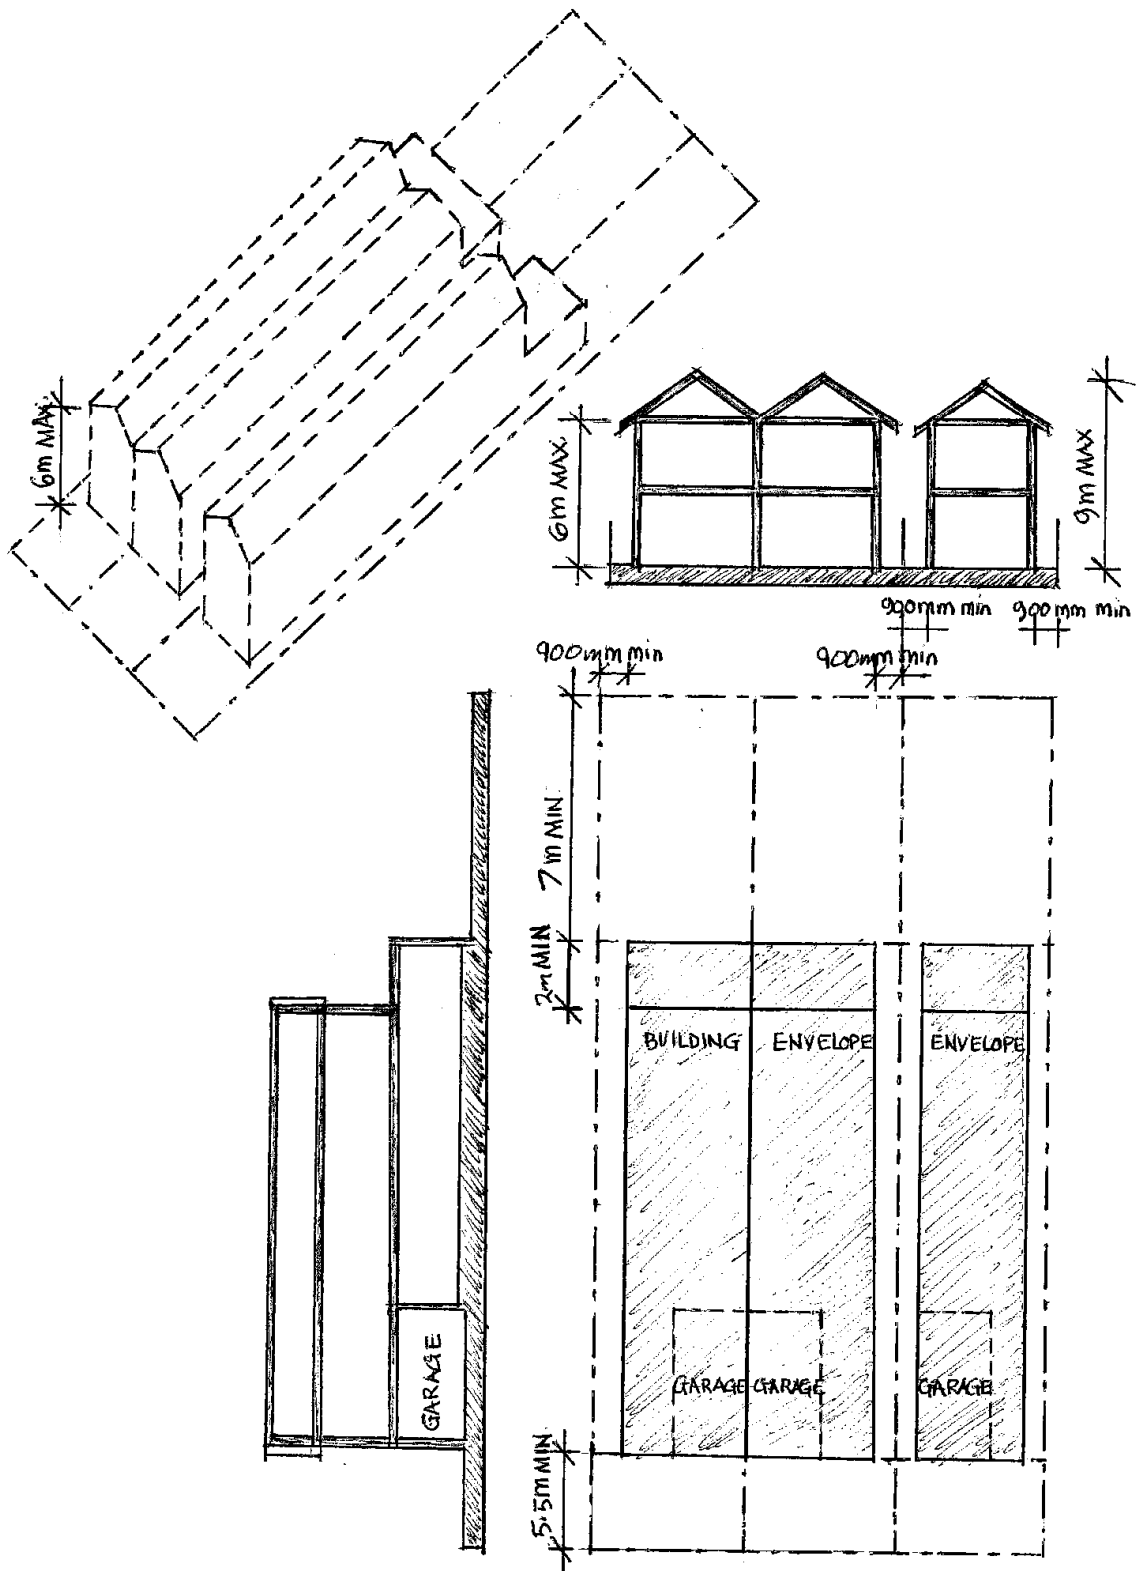 6m MAX.
6m MAX
9m MAX
900mm min 900mm min
900mm min 900mm min
7m MIN
2m MIN
BUILDING ENVELOPE ENVELOPE
GARAGE
GARAGE GARAGE GARAGE
5.5m MIN